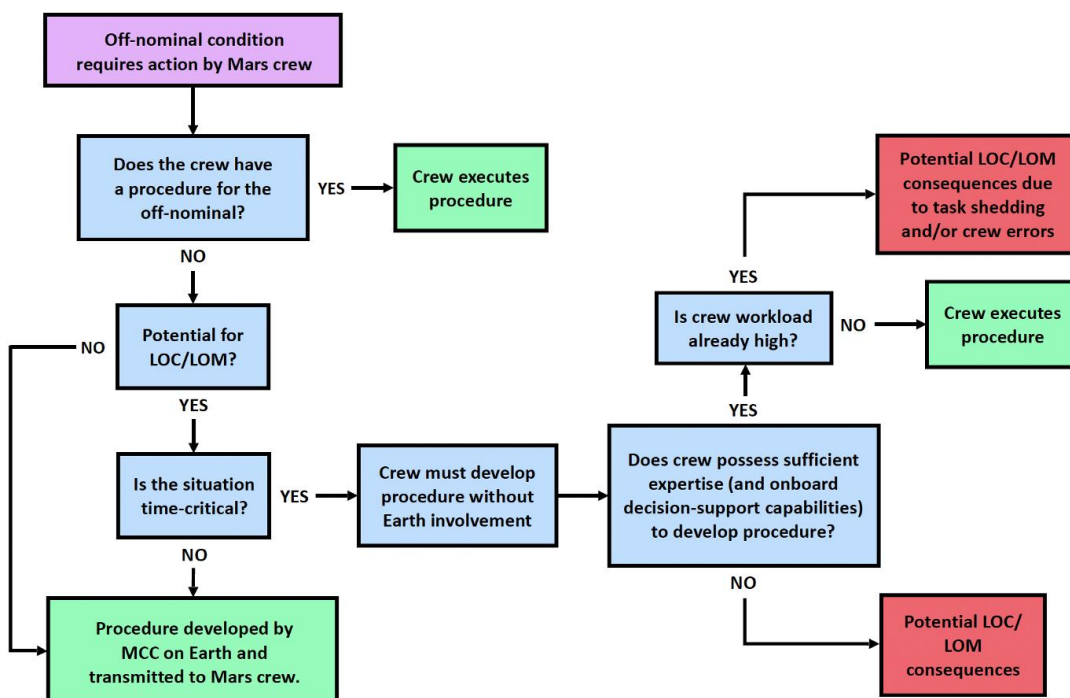 Off-nominal condition
requires action by Mars crew
Does the crew have
a procedure for the
off-nominal?
YES
Crew executes
procedure
NO
Potential for
LOC/LOM?
NO
YES
Is the situation
time-critical?
YES
NO
Procedure developed by
MCC on Earth and
transmitted to Mars crew.
Crew must develop
procedure without
Earth involvement
Does crew possess sufficient
expertise (and onboard
decision-support capabilities)
to develop procedure?
YES
Is crew workload
already high?
YES
Potential LOC/LOM
consequences due
to task shedding
and/or crew errors
NO
Crew executes
procedure
NO
Potential LOC/
LOM
consequences